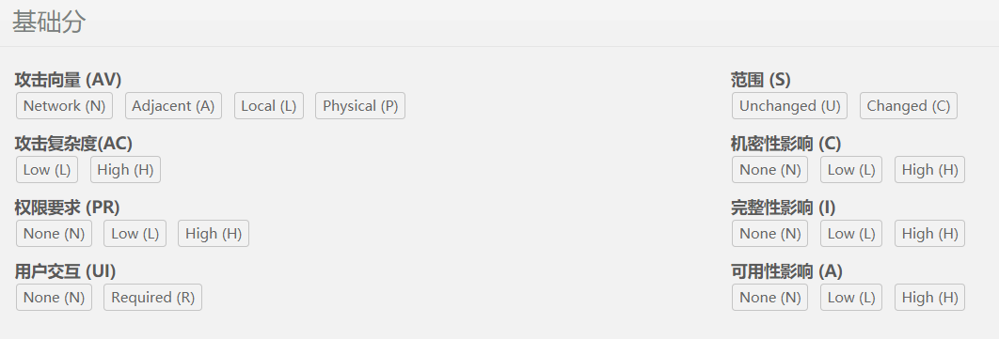 基础分
攻击向量 (AV)
Network (N) Adjacent (A) Local (L) Physical (P)
攻击复杂度(AC)
Low (L) High (H)
权限要求 (PR)
None (N) Low (L) High (H)
用户交互 (UI)
None (N) Required (R)
范围 (S)
Unchanged (U) Changed (C)
机密性影响 (C)
None (N) Low (L) High (H)
完整性影响 (I)
None (N) Low (L) High (H)
可用性影响 (A)
None (N) Low (L) High (H)